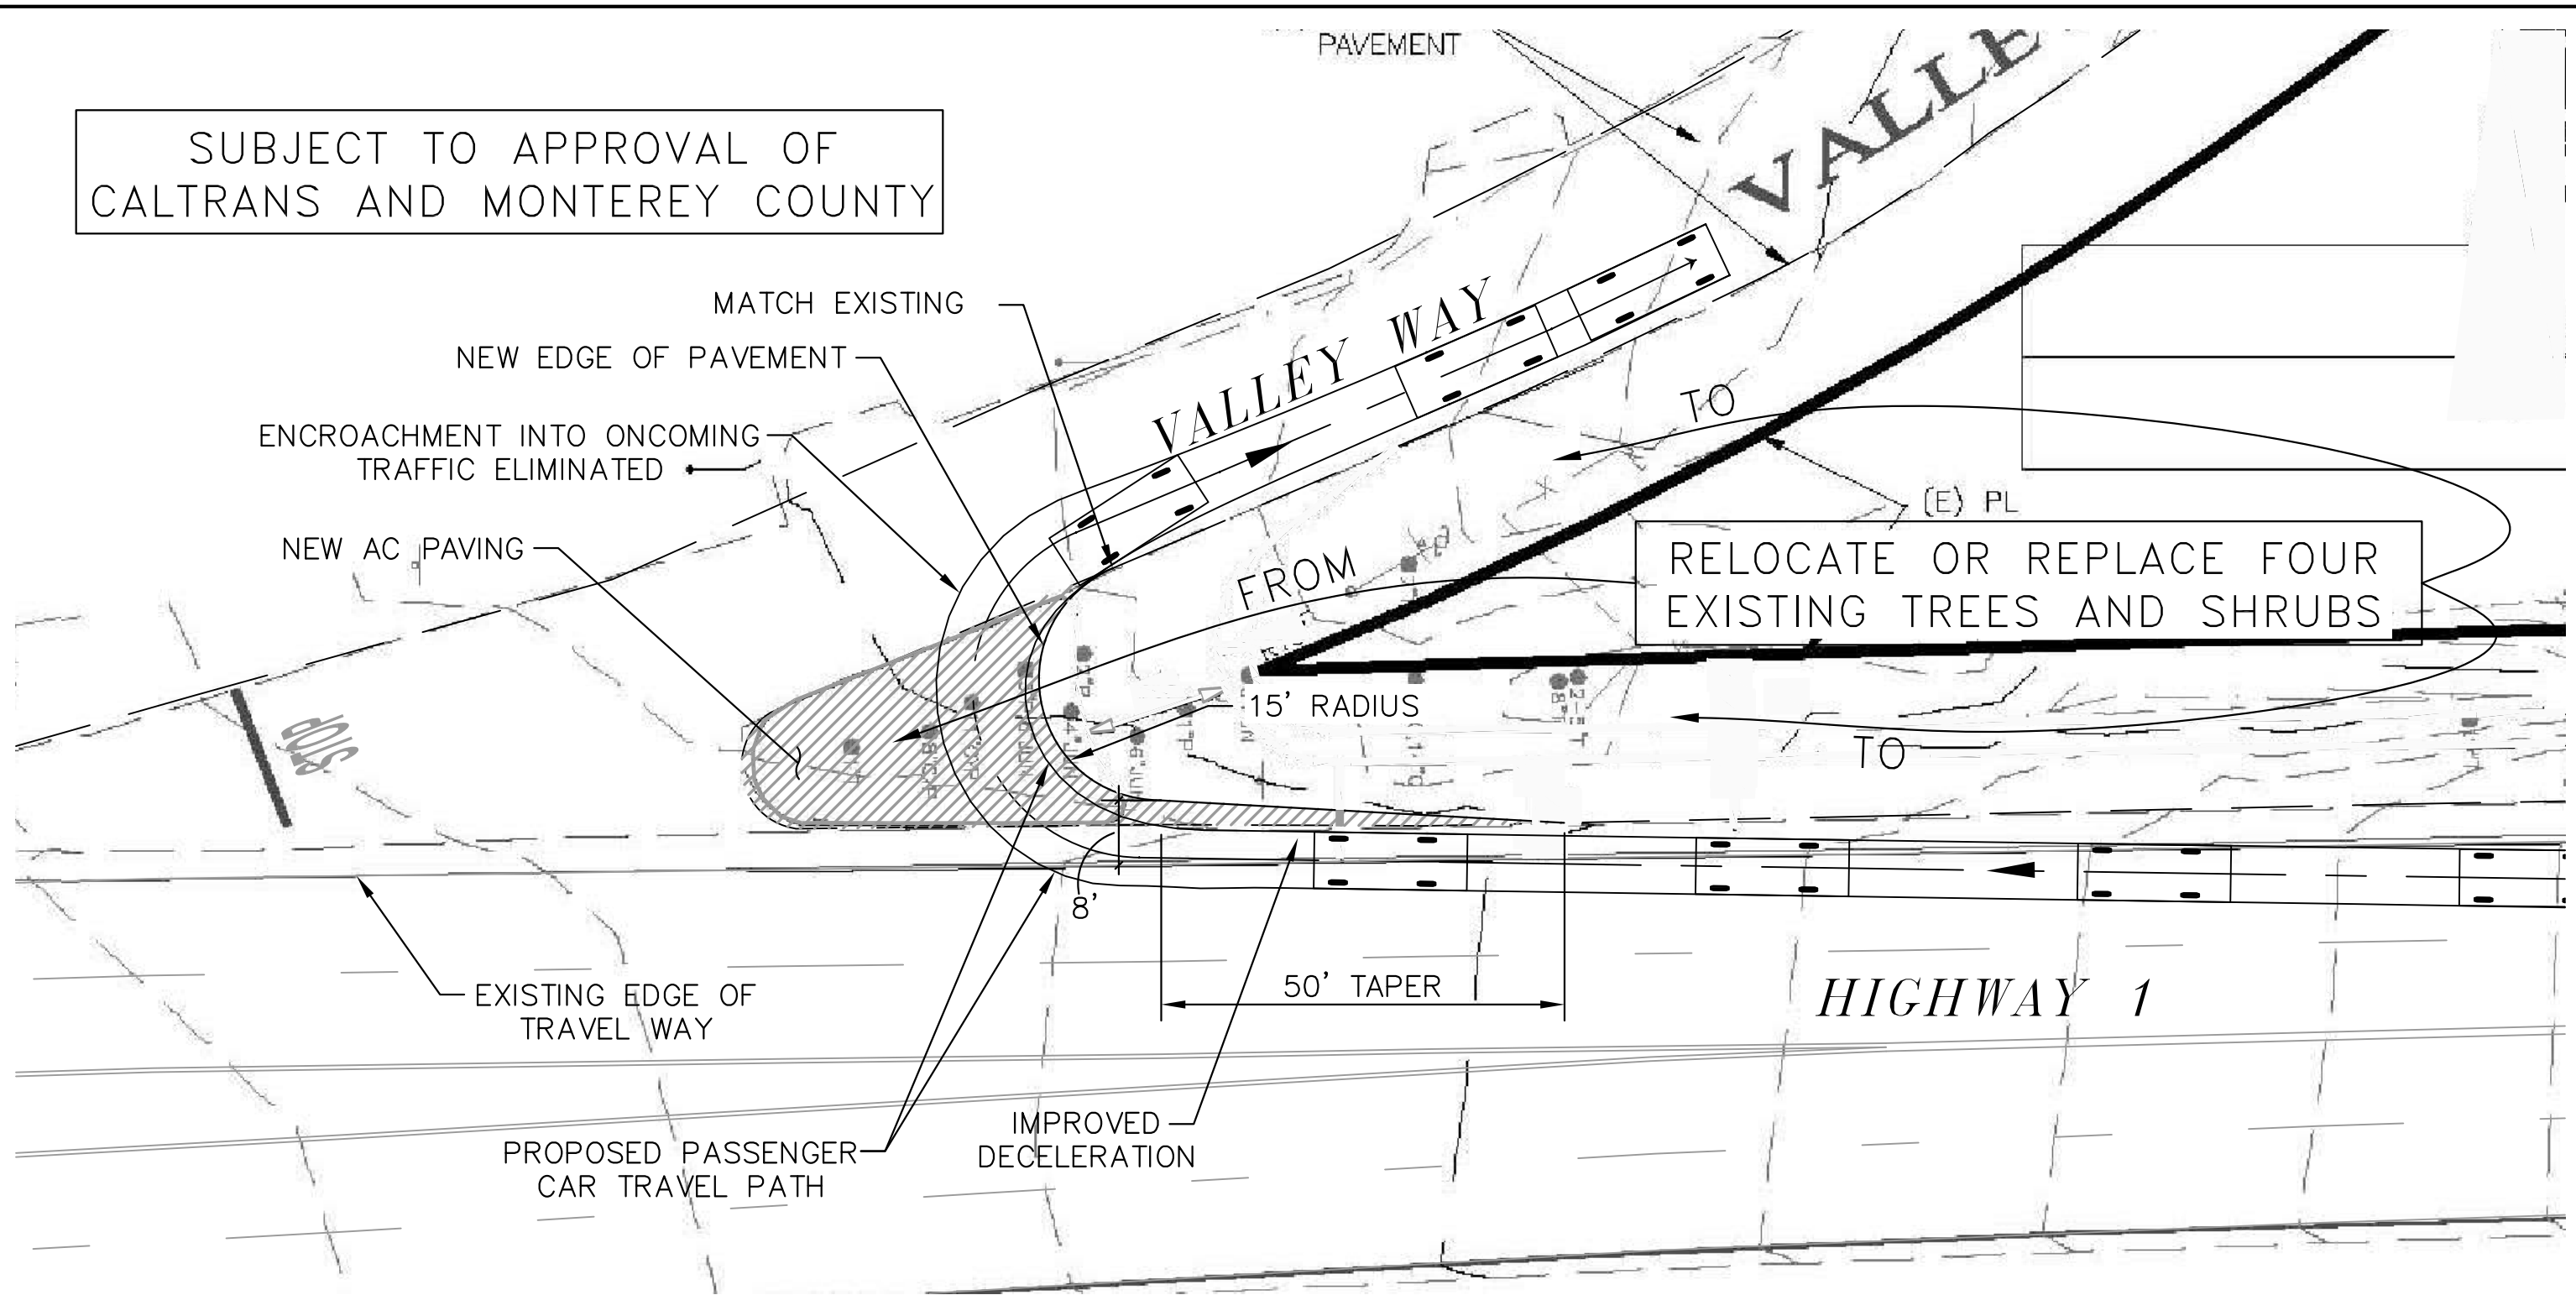 PAVEMENT
VALLE
SUBJECT TO APPROVAL OF
CALTRANS AND MONTEREY COUNTY
MATCH EXISTING
NEW EDGE OF PAVEMENT
VALLEY WAY
TO
ENCROACHMENT INTO ONCOMING
TRAFFIC ELIMINATED
(E) PL
NEW AC PAVING
FROM
RELOCATE OR REPLACE FOUR
EXISTING TREES AND SHRUBS
15' RADIUS
STOP
TO
8'
50' TAPER
EXISTING EDGE OF
TRAVEL WAY
HIGHWAY 1
IMPROVED
DECELERATION
PROPOSED PASSENGER
CAR TRAVEL PATH